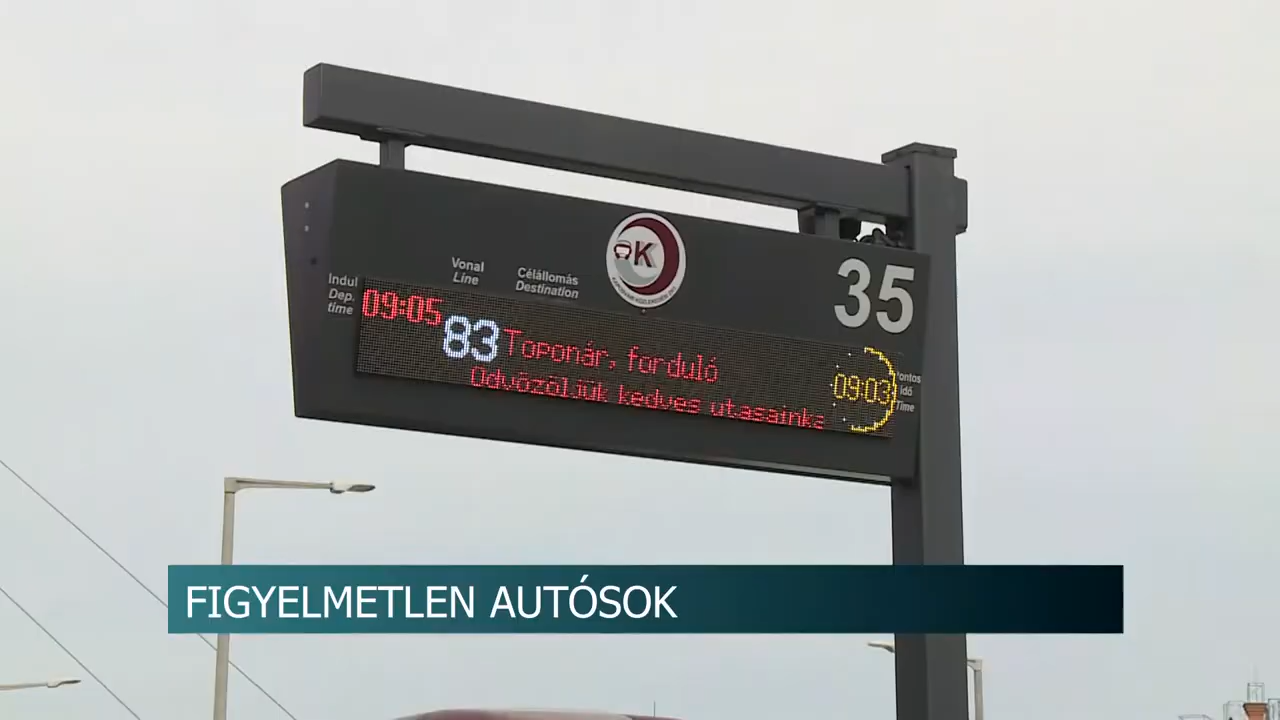 35
Vonal
Line
Célállomás
Destination
Indul
Dep.
time
K
09:05
83
Toponár, forduló
09:03
Pontos
idő
Time
Üdvözöljük kedves utasainka
FIGYELMETLEN AUTÓSOK